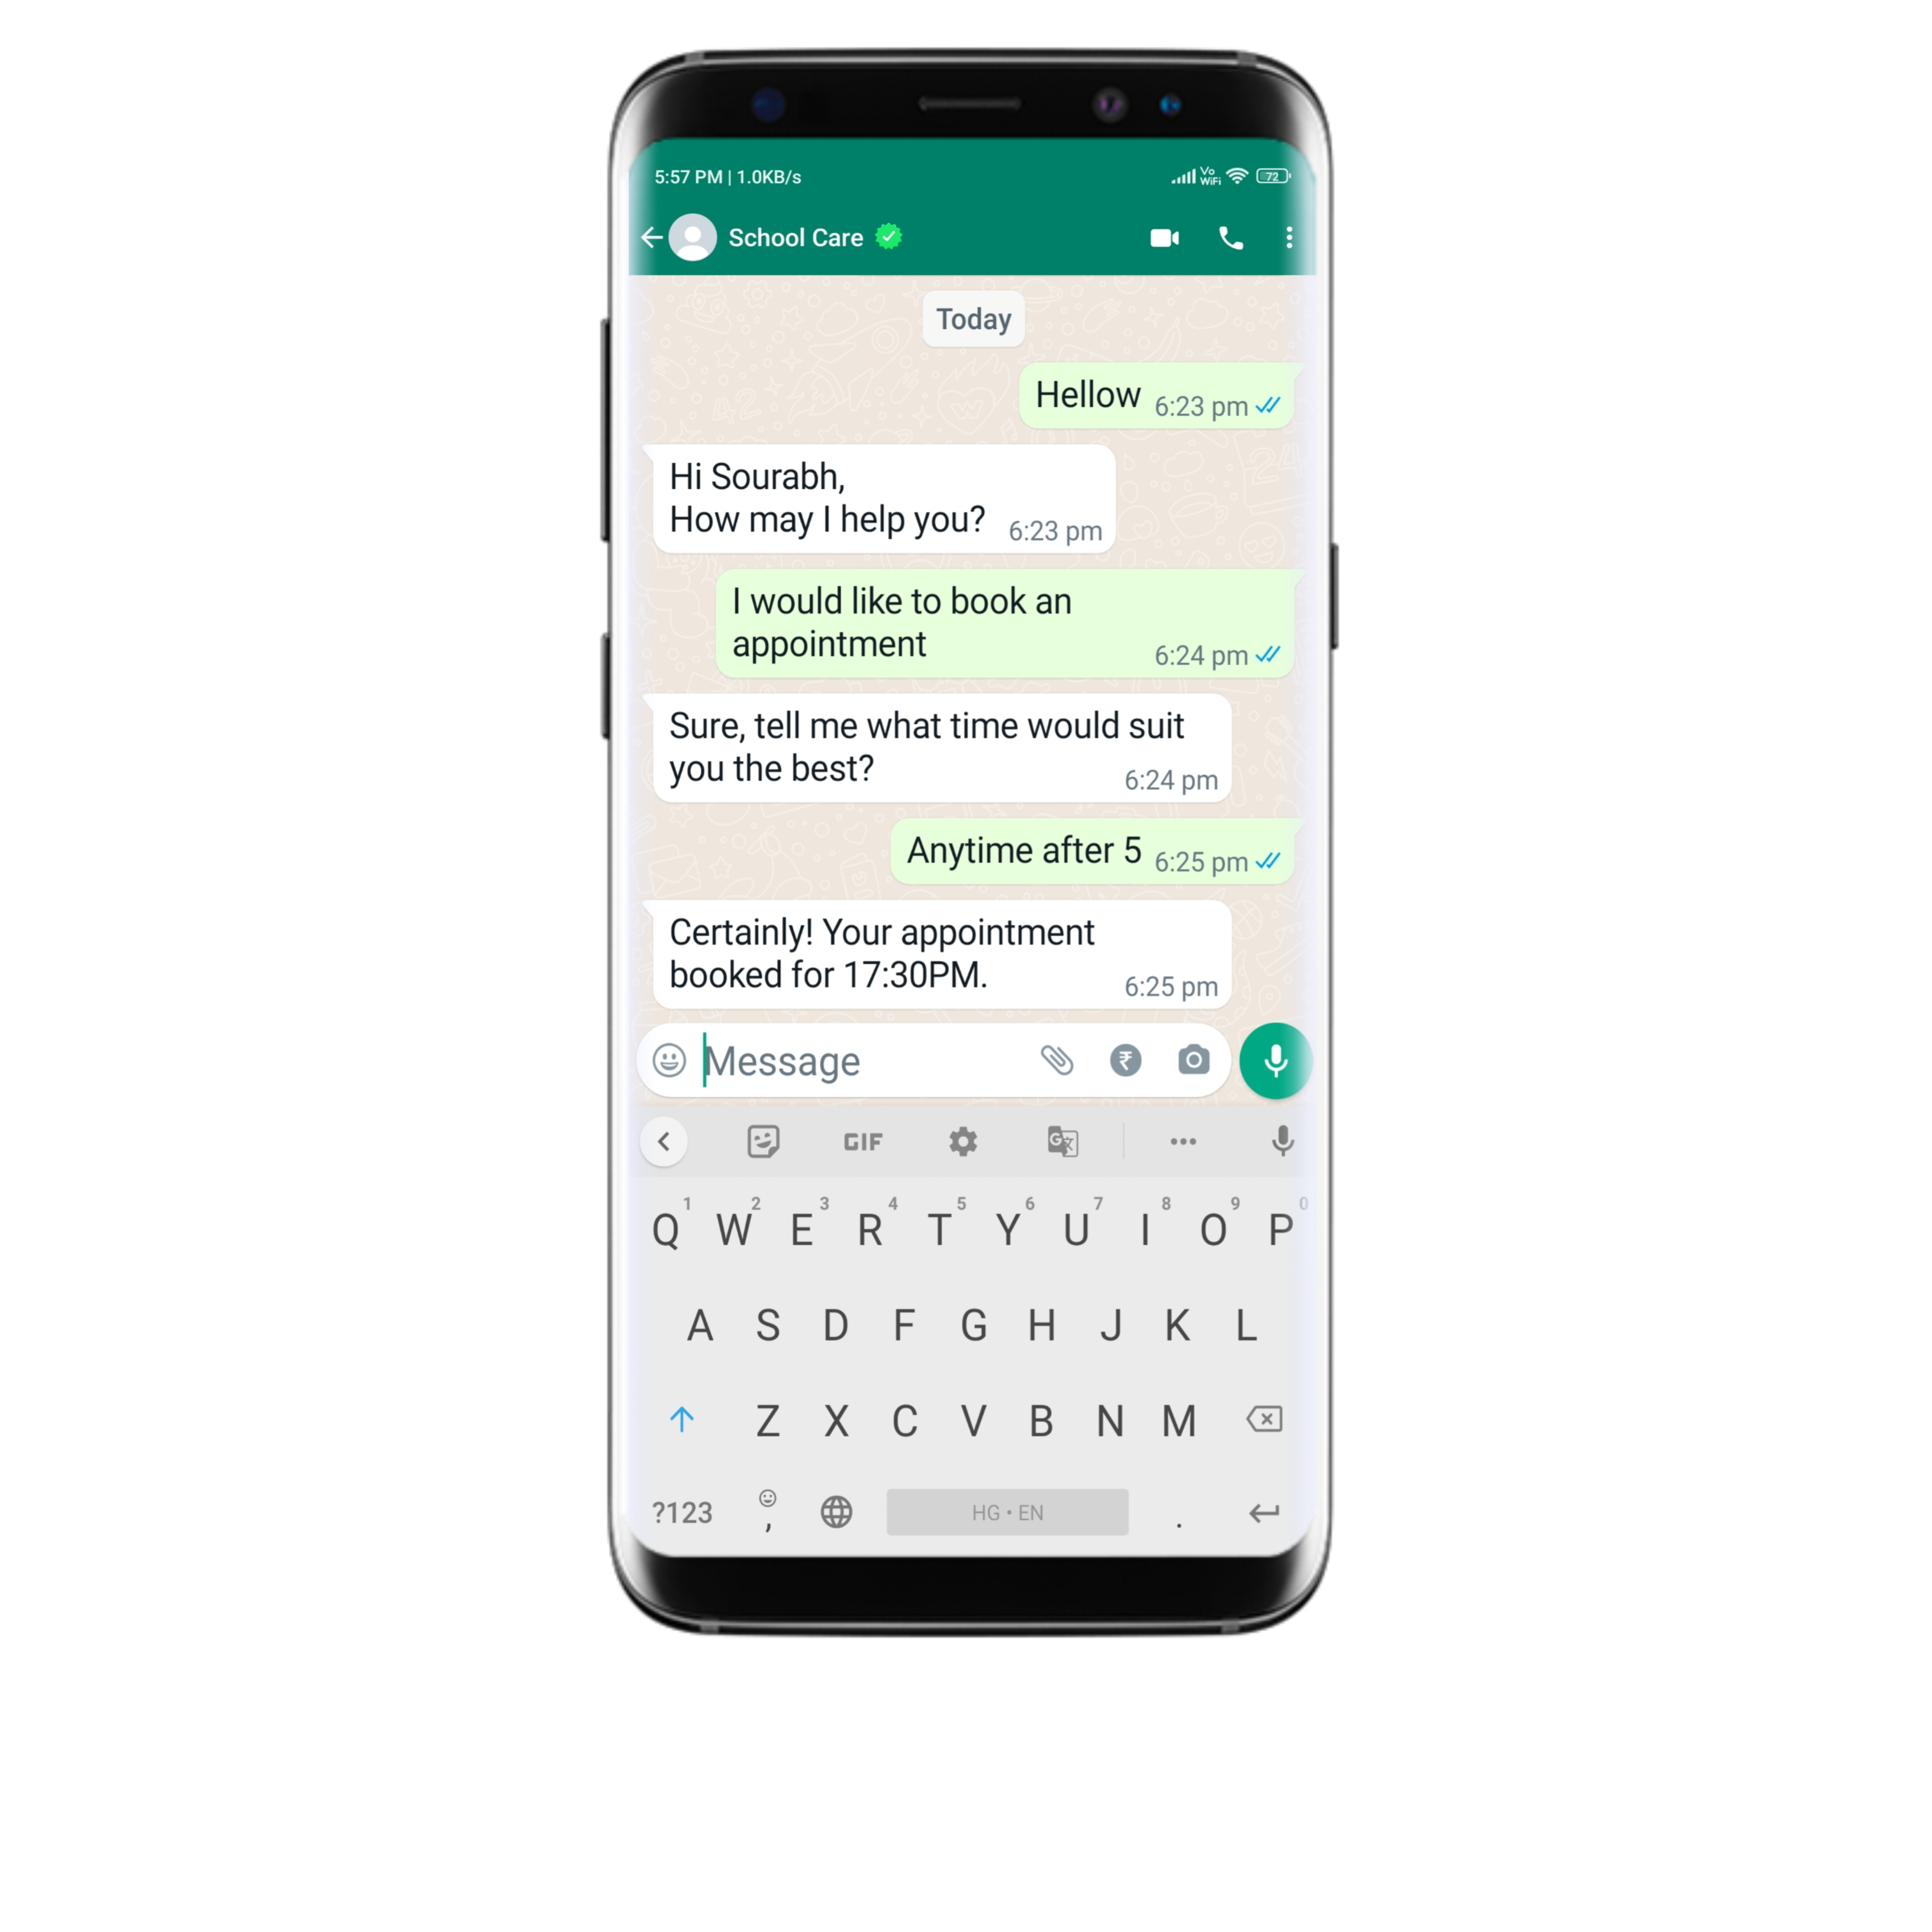 5:57 PM | 1.0KB/s Vo WiFi 72
School Care
Today
Hellow 6:23 pm
Hi Sourabh,
How may I help you? 6:23 pm
I would like to book an
appointment 6:24 pm
Sure, tell me what time would suit
you the best? 6:24 pm
Anytime after 5 6:25 pm
Certainly! Your appointment
booked for 17:30PM. 6:25 pm
Message ₹
GIF G文
1 2 3 4 5 6 7 8 9 0
Q W E R T Y U I O P
A S D F G H J K L
Z X C V B N M
?123 , HG • EN .